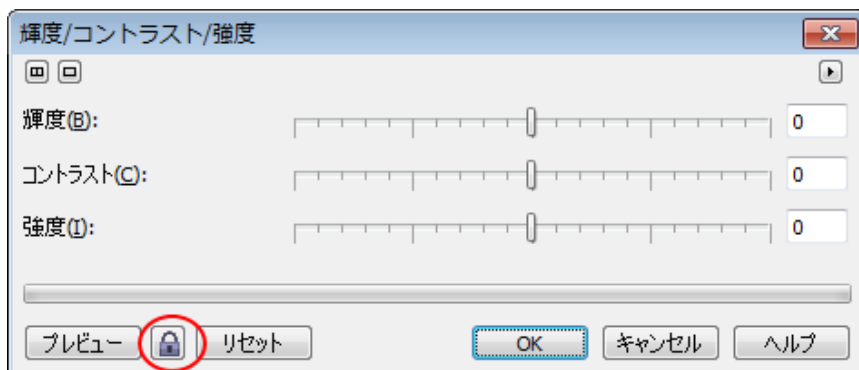 輝度/コントラスト/強度
輝度(B): 0
コントラスト(C): 0
強度(I): 0
プレビュー リセット OK キャンセル ヘルプ